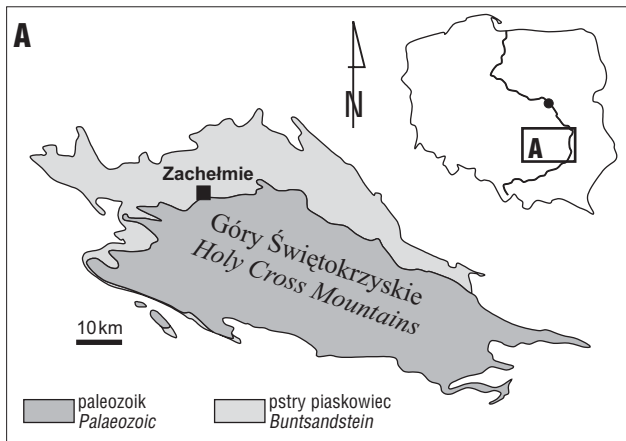 A
N
A
Zachełmie
Góry Świętokrzyskie
Holy Cross Mountains
10 km
paleozoik
Palaeozoic
pstry piaskowiec
Buntsandstein